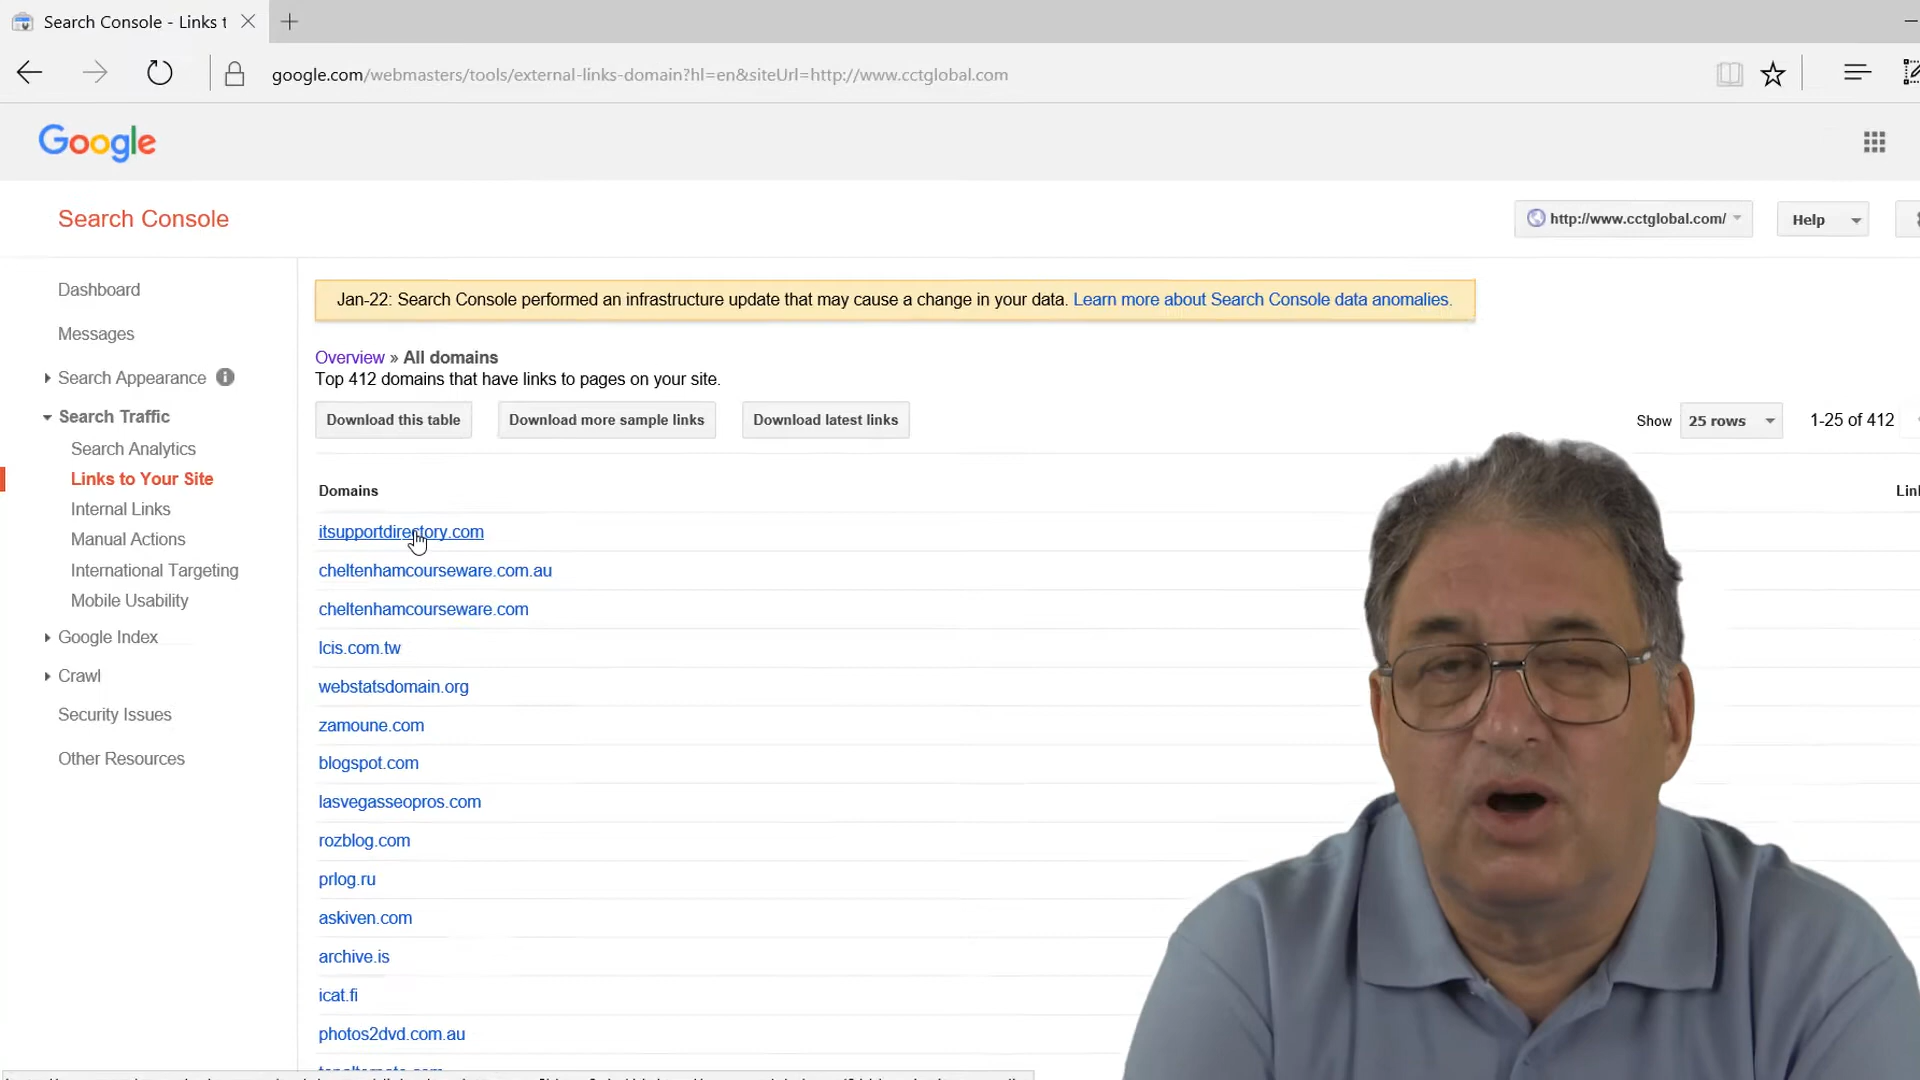 Search Console - Links t
google.com/webmasters/tools/external-links-domain?hl=en&siteUrl=http://www.cctglobal.com
Google
Search Console
http://www.cctglobal.com/
Help
Dashboard
Messages
Search Appearance
Search Traffic
Search Analytics
Links to Your Site
Internal Links
Manual Actions
International Targeting
Mobile Usability
Google Index
Crawl
Security Issues
Other Resources
Jan-22: Search Console performed an infrastructure update that may cause a change in your data. Learn more about Search Console data anomalies.
Overview » All domains
Top 412 domains that have links to pages on your site.
Download this table
Download more sample links
Download latest links
Show
25 rows
1-25 of 412
Domains
Lin
itsupportdirectory.com
cheltenhamcourseware.com.au
cheltenhamcourseware.com
lcis.com.tw
webstatsdomain.org
zamoune.com
blogspot.com
lasvegasseopros.com
rozblog.com
prlog.ru
askiven.com
archive.is
icat.fi
photos2dvd.com.au